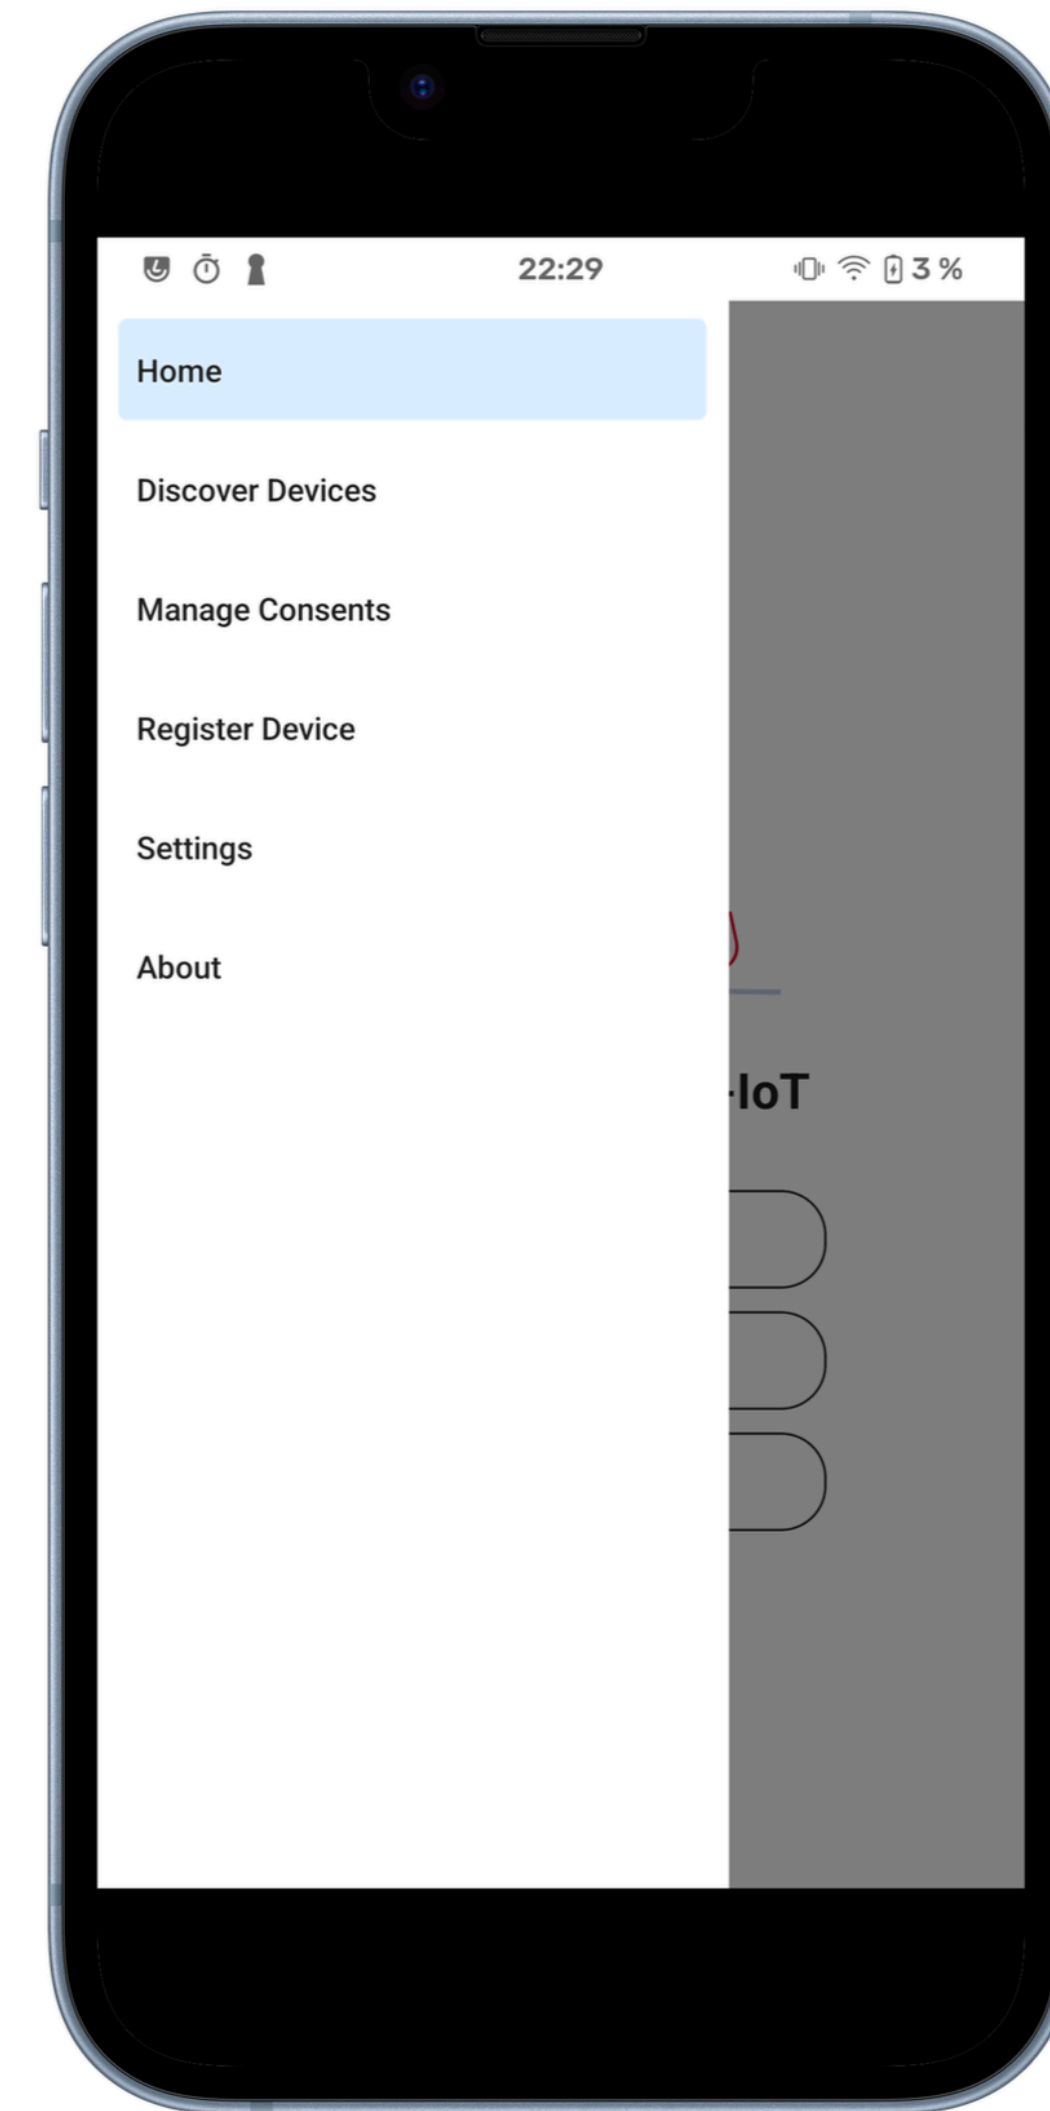 22:29
3 %
Home
Discover Devices
Manage Consents
Register Device
Settings
About
-IoT